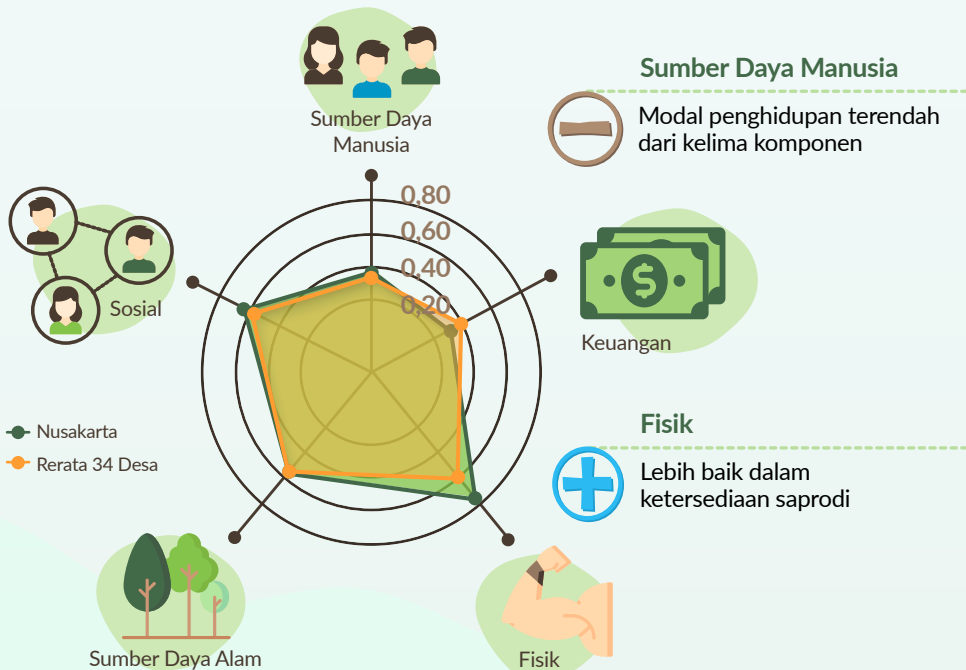 Sumber Daya
Manusia
0,80
0,60
0,40
0,20
Sosial
Keuangan
Nusakarta
Rerata 34 Desa
Sumber Daya Alam
Fisik
Sumber Daya Manusia
Modal penghidupan terendah
dari kelima komponen
Fisik
Lebih baik dalam
ketersediaan saprodi